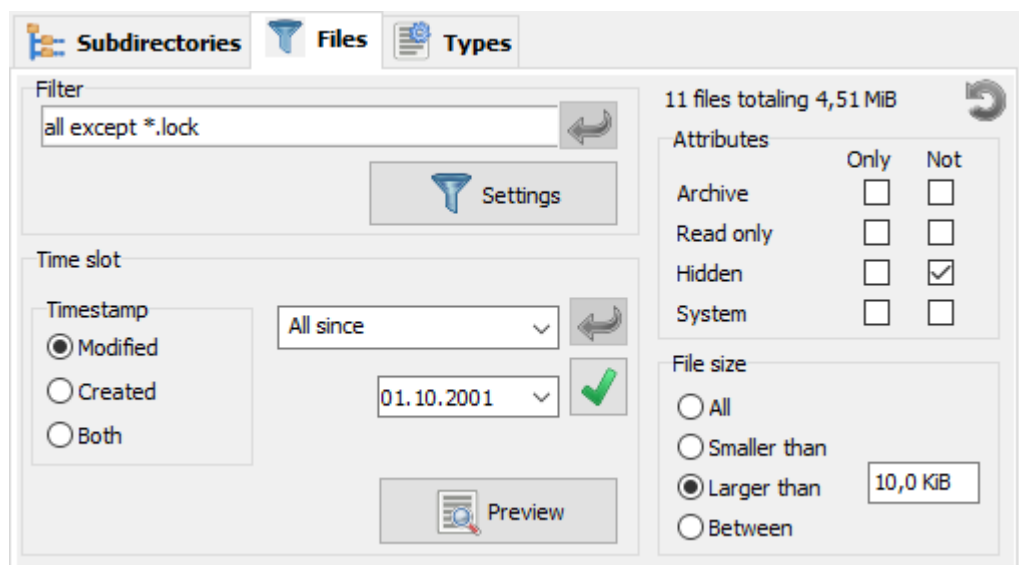 Subdirectories Files Types
Filter
all except *.lock
Settings
Time slot
Timestamp
Modified
Created
Both
All since
01.10.2001
Preview
11 files totaling 4,51 MiB
Attributes
Only Not
Archive
Read only
Hidden
System
File size
All
Smaller than
Larger than 10,0 KiB
Between